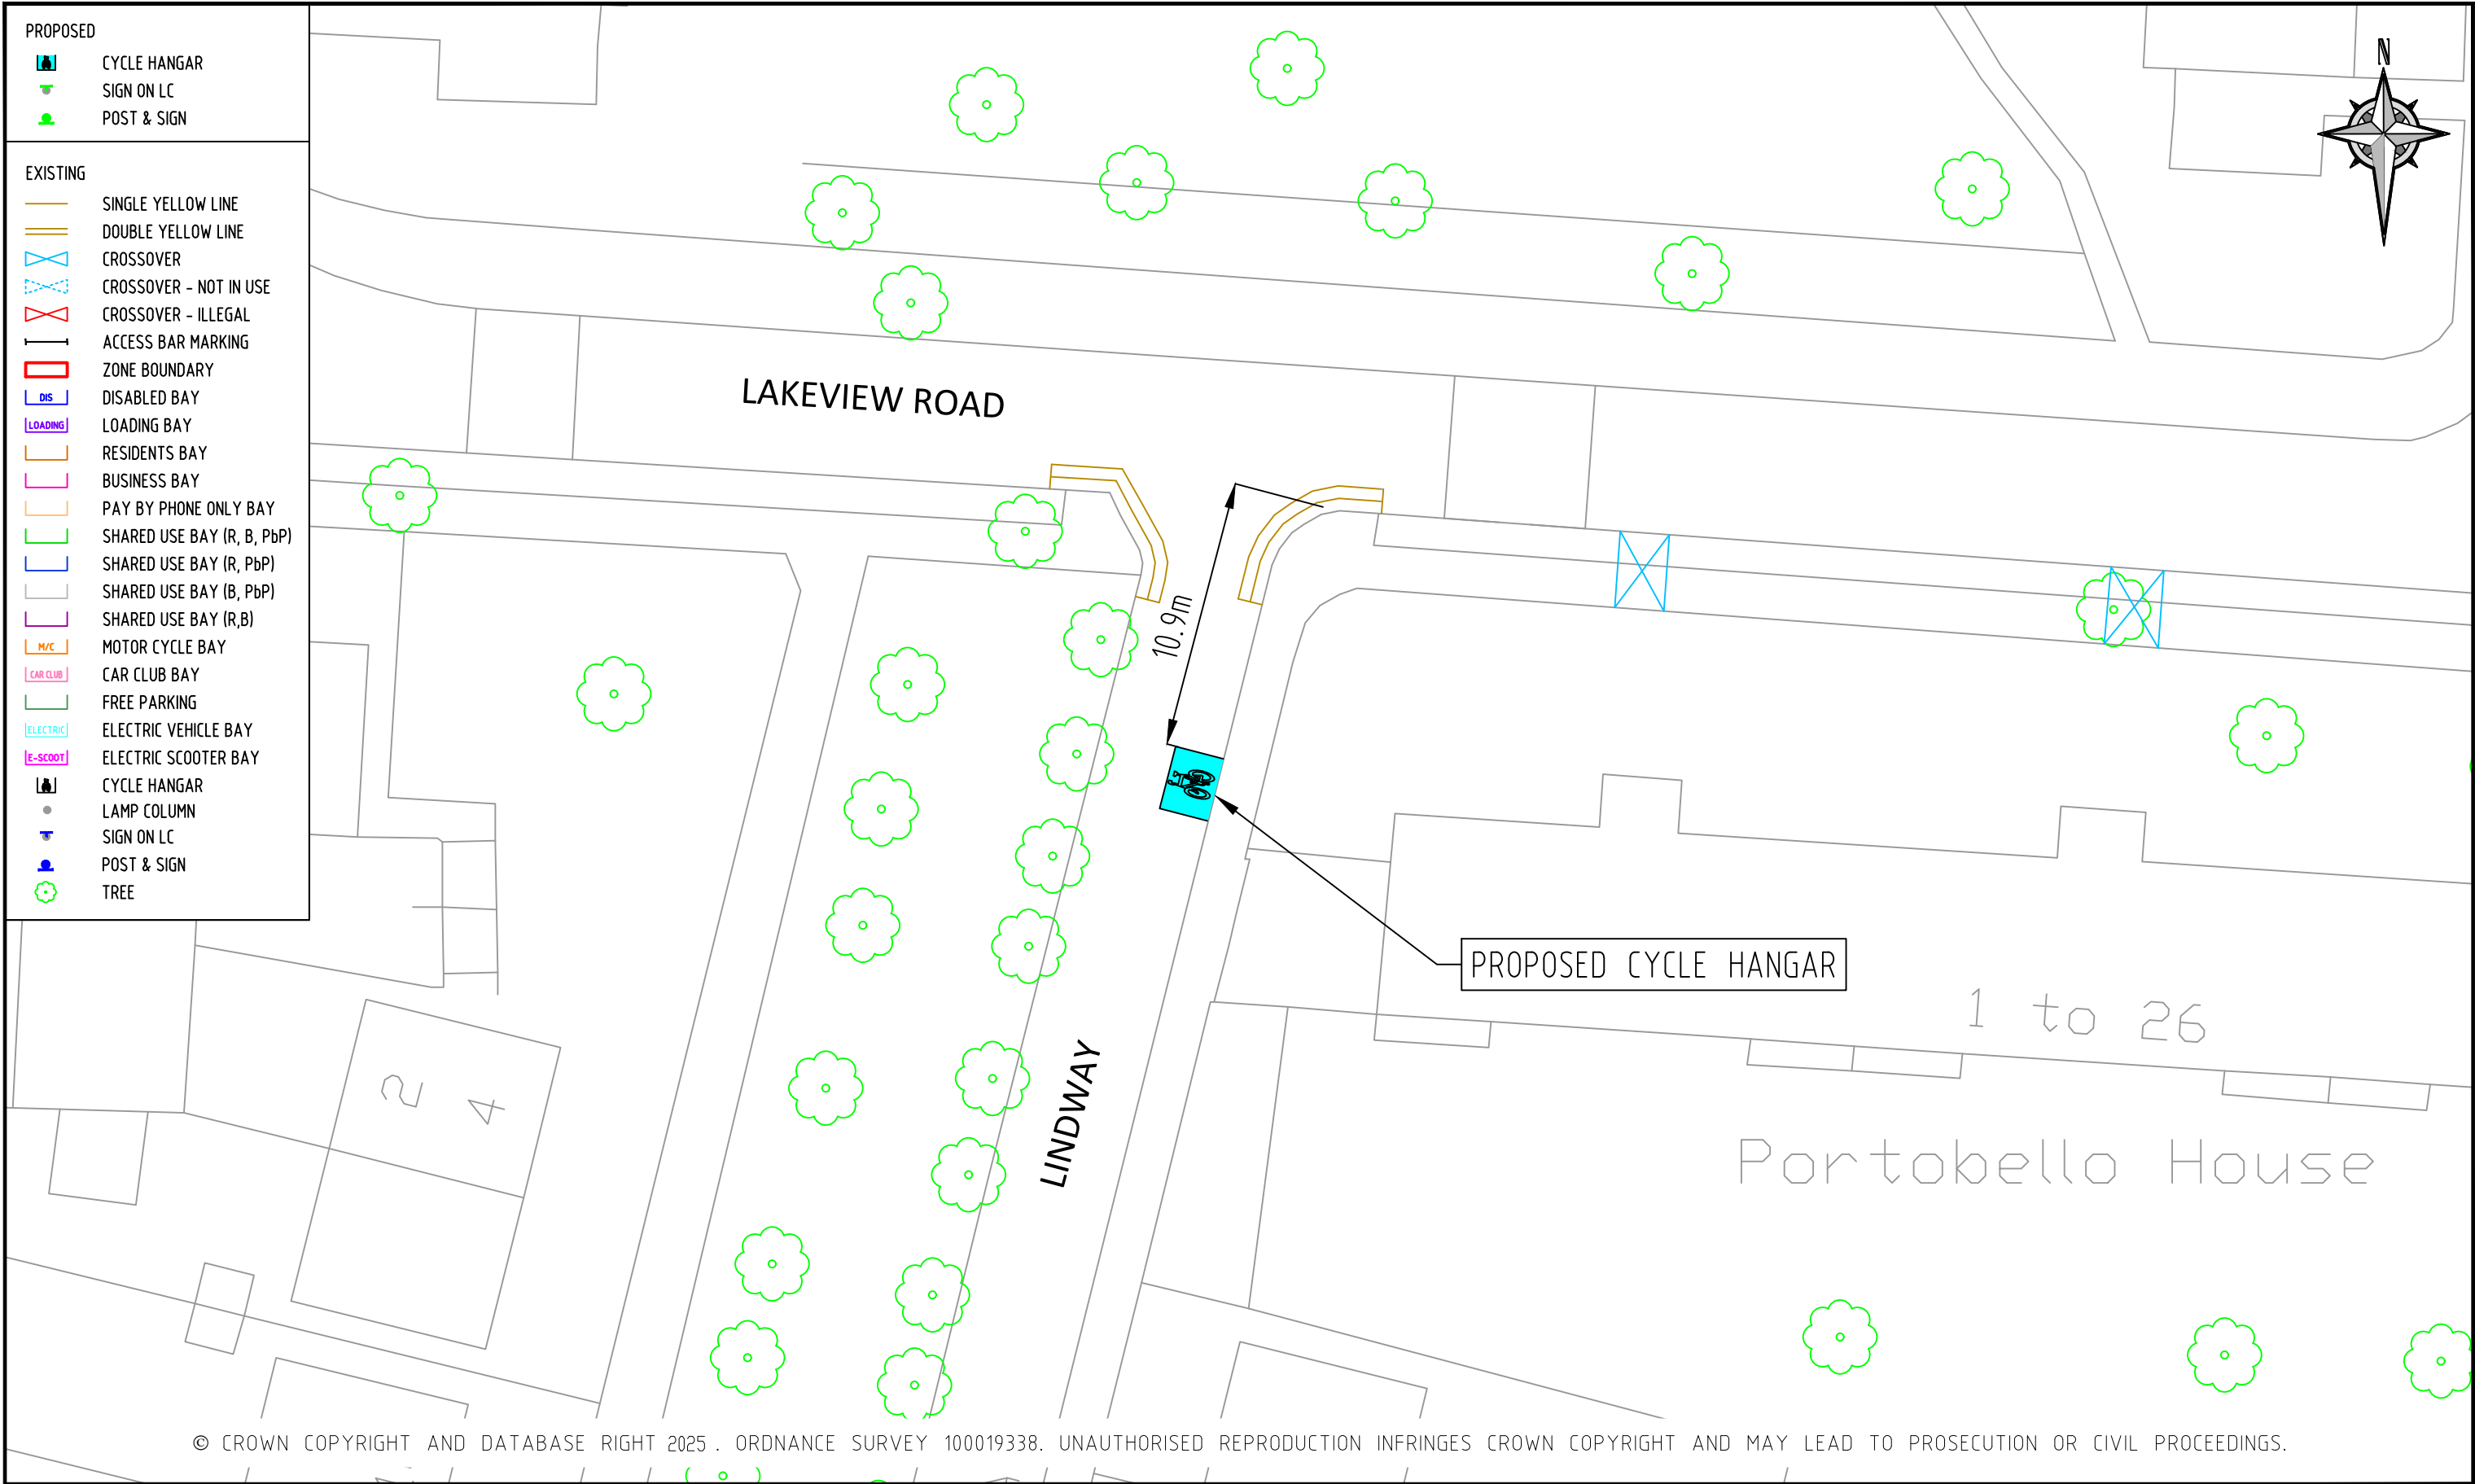 PROPOSED
CYCLE HANGAR
SIGN ON LC
POST & SIGN
EXISTING
SINGLE YELLOW LINE
DOUBLE YELLOW LINE
CROSSOVER
CROSSOVER - NOT IN USE
CROSSOVER - ILLEGAL
ACCESS BAR MARKING
ZONE BOUNDARY
DIS DISABLED BAY
LOADING LOADING BAY
RESIDENTS BAY
BUSINESS BAY
PAY BY PHONE ONLY BAY
SHARED USE BAY (R, B, PbP)
SHARED USE BAY (R, PbP)
SHARED USE BAY (B, PbP)
SHARED USE BAY (R,B)
M/C MOTOR CYCLE BAY
CAR CLUB CAR CLUB BAY
FREE PARKING
ELECTRIC ELECTRIC VEHICLE BAY
E-SCOOT ELECTRIC SCOOTER BAY
CYCLE HANGAR
LAMP COLUMN
SIGN ON LC
POST & SIGN
TREE
N
LAKEVIEW ROAD
10.9m
PROPOSED CYCLE HANGAR
1 to 26
2
4
LINDWAY
Portobello House
© CROWN COPYRIGHT AND DATABASE RIGHT 2025. ORDNANCE SURVEY 100019338. UNAUTHORISED REPRODUCTION INFRINGES CROWN COPYRIGHT AND MAY LEAD TO PROSECUTION OR CIVIL PROCEEDINGS.